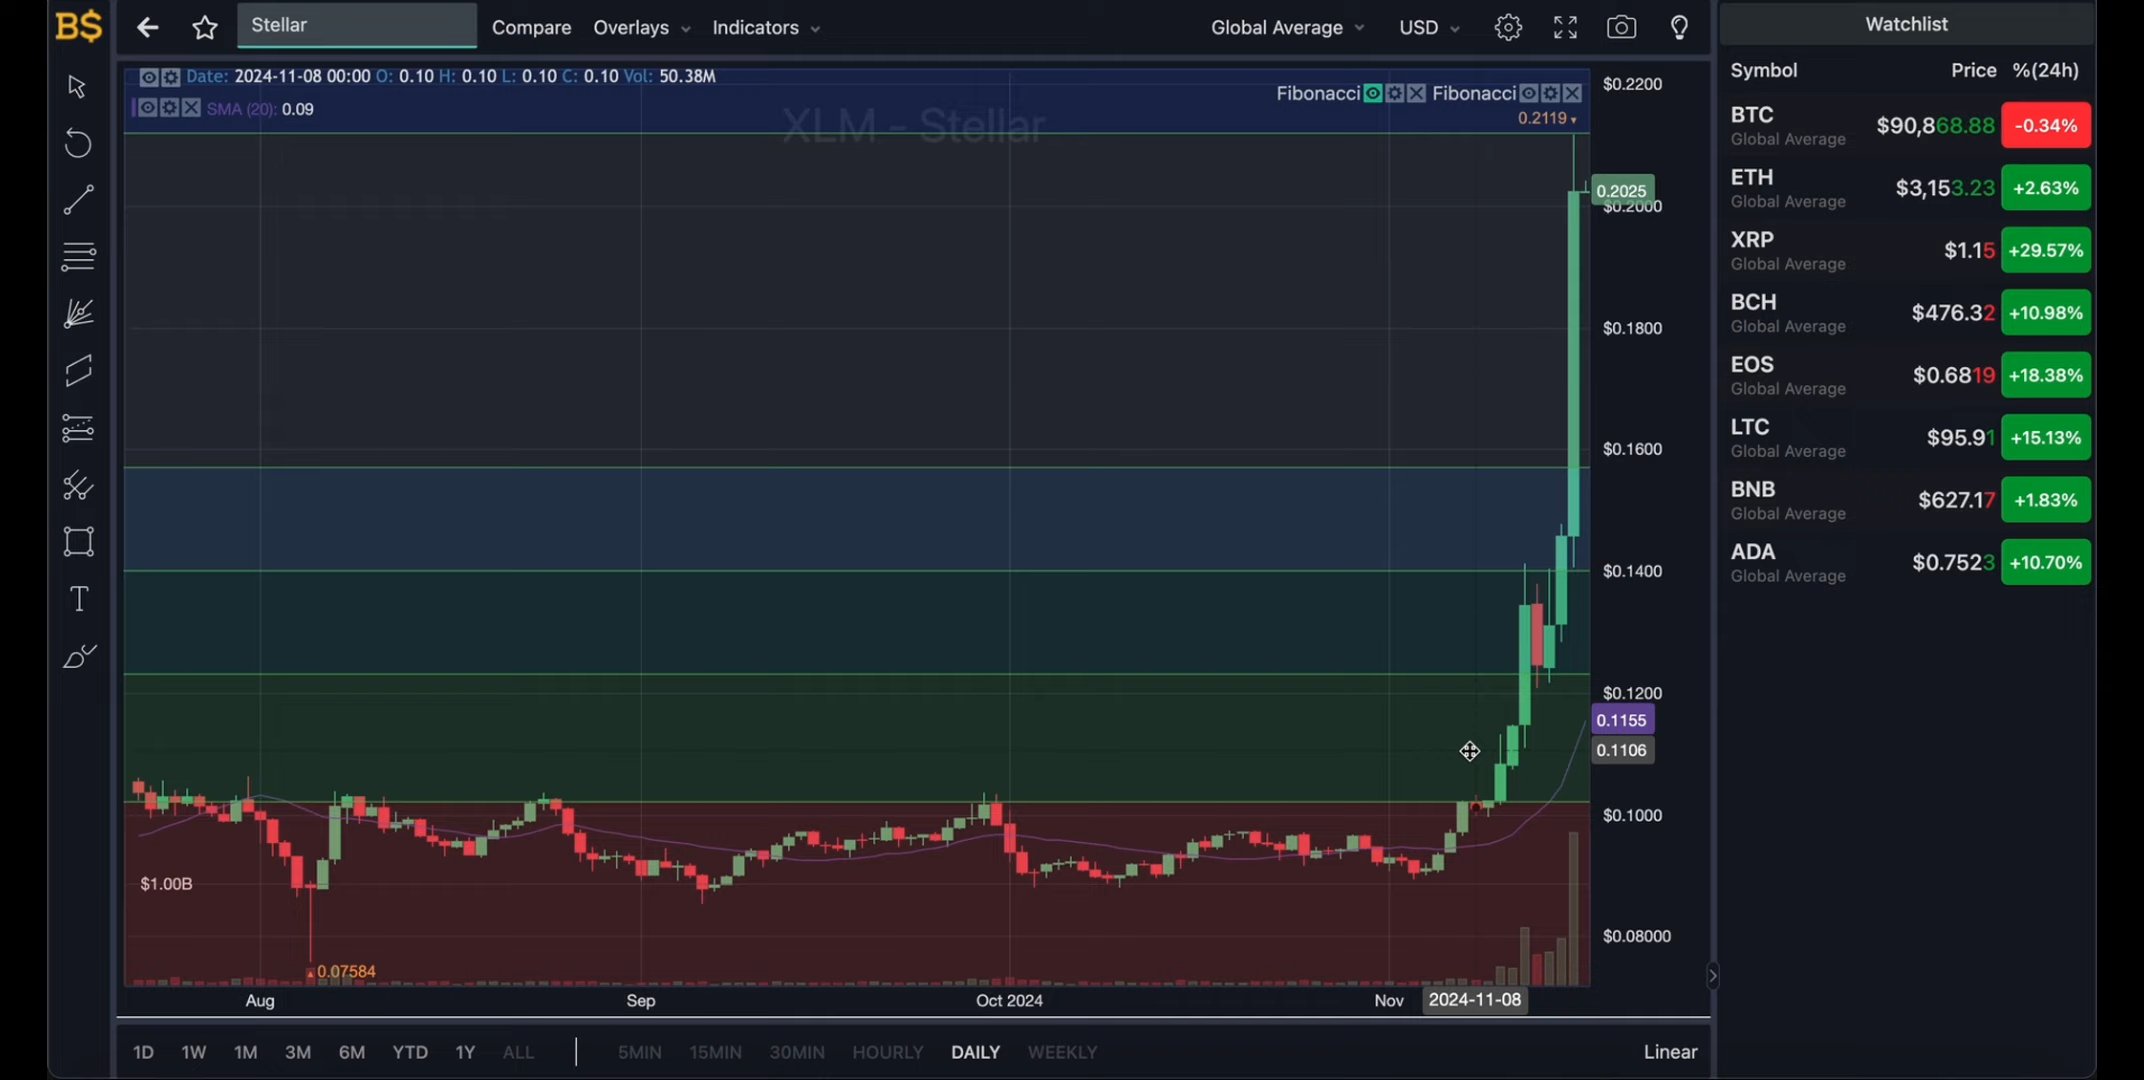 B$
Stellar
Compare
Overlays
Indicators
Global Average
USD
Date: 2024-11-08 00:00 O: 0.10 H: 0.10 L: 0.10 C: 0.10 Vol: 50.38M
SMA (20): 0.09
Fibonacci
Fibonacci
XLM - Stellar
0.2119
$0.2200
0.2025
$0.2000
$0.1800
$0.1600
$0.1400
$0.1200
0.1155
0.1106
$0.1000
$0.08000
$1.00B
0.07584
Aug
Sep
Oct 2024
Nov
2024-11-08
1D
1W
1M
3M
6M
YTD
1Y
ALL
5MIN
15MIN
30MIN
HOURLY
DAILY
WEEKLY
Linear
Watchlist
Symbol Price %(24h)
BTC $90,868.88 -0.34%
Global Average
ETH $3,153.23 +2.63%
Global Average
XRP $1.15 +29.57%
Global Average
BCH $476.32 +10.98%
Global Average
EOS $0.6819 +18.38%
Global Average
LTC $95.91 +15.13%
Global Average
BNB $627.17 +1.83%
Global Average
ADA $0.7523 +10.70%
Global Average